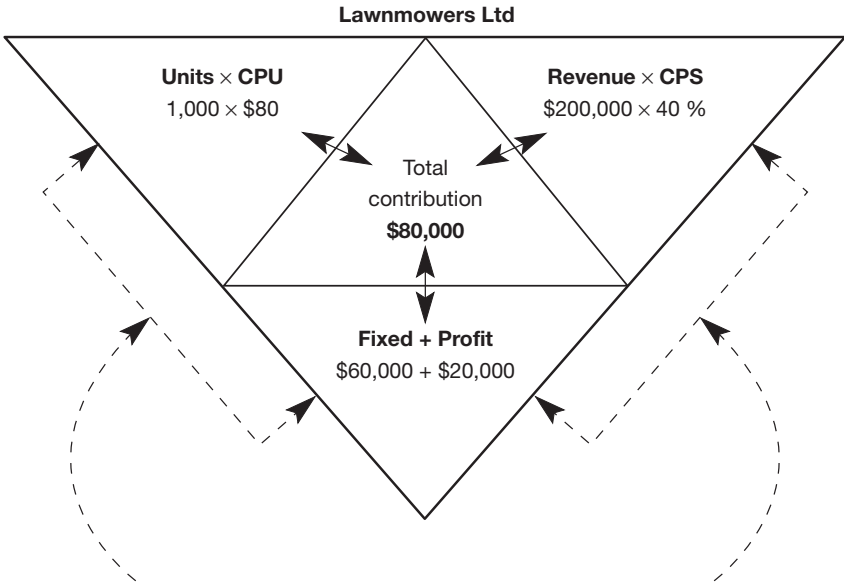 Lawnmowers Ltd
Units × CPU
1,000 × $80
Revenue × CPS
$200,000 × 40 %
Total
contribution
$80,000
Fixed + Profit
$60,000 + $20,000